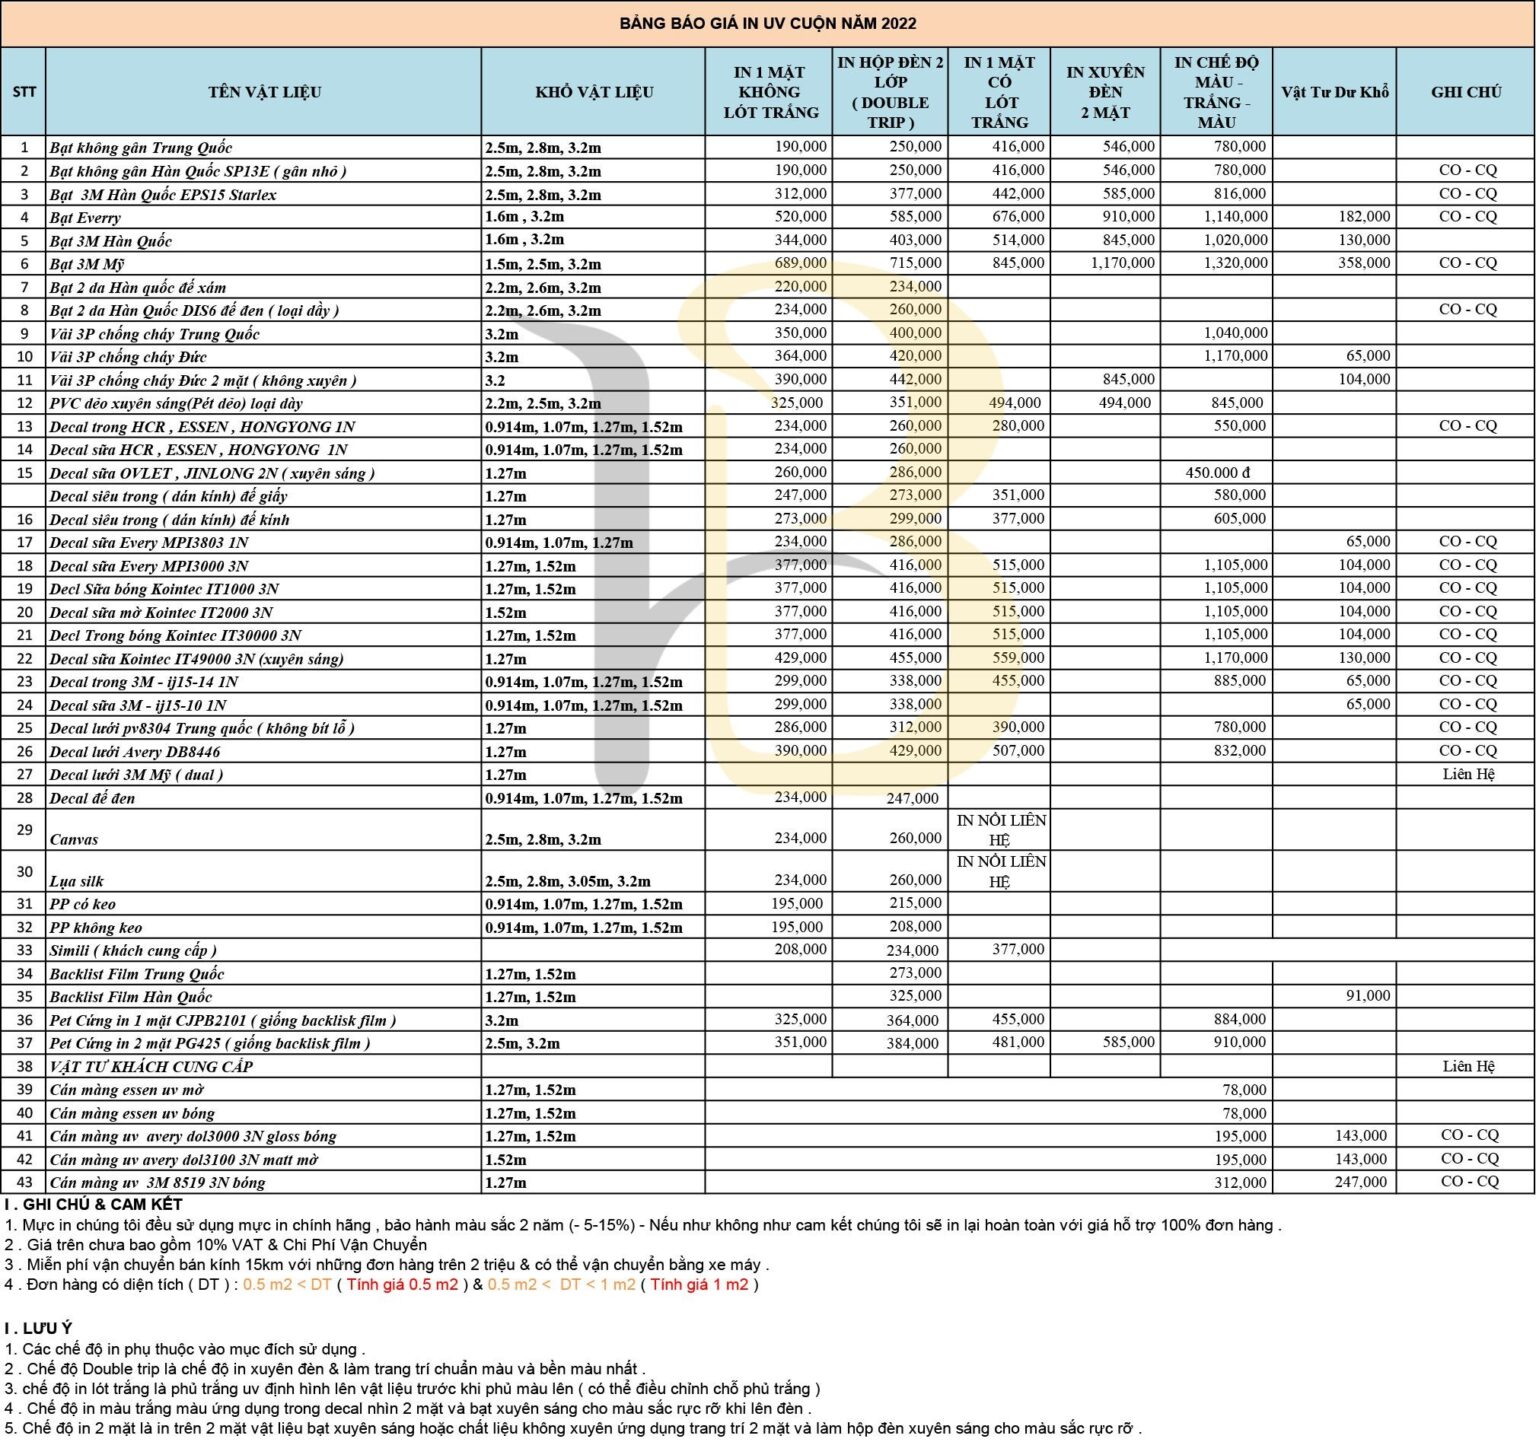 BẢNG BÁO GIÁ IN UV CUỘN NĂM 2022
STT TÊN VẬT LIỆU KHỔ VẬT LIỆU IN 1 MẶT KHÔNG LÓT TRẮNG IN HỘP ĐÈN 2 LỚP ( DOUBLE TRIP ) IN 1 MẶT CÓ LÓT TRẮNG IN XUYÊN ĐÈN 2 MẶT IN CHẾ ĐỘ MÀU - TRẮNG - MÀU Vật Tư Dư Khổ GHI CHÚ
1 Bạt không gân Trung Quốc 2.5m, 2.8m, 3.2m 190,000 250,000 416,000 546,000 780,000
2 Bạt không gân Hàn Quốc SP13E ( gân nhỏ ) 2.5m, 2.8m, 3.2m 190,000 250,000 416,000 546,000 780,000 CO - CQ
3 Bạt 3M Hàn Quốc EPS15 Starlex 2.5m, 2.8m, 3.2m 312,000 377,000 442,000 585,000 816,000 CO - CQ
4 Bạt Everry 1.6m , 3.2m 520,000 585,000 676,000 910,000 1,140,000 182,000 CO - CQ
5 Bạt 3M Hàn Quốc 1.6m , 3.2m 344,000 403,000 514,000 845,000 1,020,000 130,000
6 Bạt 3M Mỹ 1.5m, 2.5m, 3.2m 689,000 715,000 845,000 1,170,000 1,320,000 358,000 CO - CQ
7 Bạt 2 da Hàn quốc đế xám 2.2m, 2.6m, 3.2m 220,000 234,000
8 Bạt 2 da Hàn Quốc DIS6 đế đen ( loại dầy ) 2.2m, 2.6m, 3.2m 234,000 260,000 CO - CQ
9 Vải 3P chống cháy Trung Quốc 3.2m 350,000 400,000 1,040,000
10 Vải 3P chống cháy Đức 3.2m 364,000 420,000 1,170,000 65,000
11 Vải 3P chống cháy Đức 2 mặt ( không xuyên ) 3.2 390,000 442,000 845,000 104,000
12 PVC dẻo xuyên sáng(Pét dẻo) loại dày 2.2m, 2.5m, 3.2m 325,000 351,000 494,000 494,000 845,000
13 Decal trong HCR , ESSEN , HONGYONG 1N 0.914m, 1.07m, 1.27m, 1.52m 234,000 260,000 280,000 550,000 CO - CQ
14 Decal sữa HCR , ESSEN , HONGYONG 1N 0.914m, 1.07m, 1.27m, 1.52m 234,000 260,000
15 Decal sữa OVLET , JINLONG 2N ( xuyên sáng ) 1.27m 260,000 286,000 450.000 đ
Decal siêu trong ( dán kính) đế giấy 1.27m 247,000 273,000 351,000 580,000
16 Decal siêu trong ( dán kính) đế kính 1.27m 273,000 299,000 377,000 605,000
17 Decal sữa Every MPI3803 1N 0.914m, 1.07m, 1.27m 234,000 286,000 65,000 CO - CQ
18 Decal sữa Every MPI3000 3N 1.27m, 1.52m 377,000 416,000 515,000 1,105,000 104,000 CO - CQ
19 Decl Sữa bóng Kointec IT1000 3N 1.27m, 1.52m 377,000 416,000 515,000 1,105,000 104,000 CO - CQ
20 Decal sữa mờ Kointec IT2000 3N 1.52m 377,000 416,000 515,000 1,105,000 104,000 CO - CQ
21 Decl Trong bóng Kointec IT30000 3N 1.27m, 1.52m 377,000 416,000 515,000 1,105,000 104,000 CO - CQ
22 Decal sữa Kointec IT49000 3N (xuyên sáng) 1.27m 429,000 455,000 559,000 1,170,000 130,000 CO - CQ
23 Decal trong 3M - ij15-14 1N 0.914m, 1.07m, 1.27m, 1.52m 299,000 338,000 455,000 885,000 65,000 CO - CQ
24 Decal sữa 3M - ij15-10 1N 0.914m, 1.07m, 1.27m, 1.52m 299,000 338,000 65,000 CO - CQ
25 Decal lưới pv8304 Trung quốc ( không bít lỗ ) 1.27m 286,000 312,000 390,000 780,000 CO - CQ
26 Decal lưới Avery DB8446 1.27m 390,000 429,000 507,000 832,000 CO - CQ
27 Decal lưới 3M Mỹ ( dual ) 1.27m Liên Hệ
28 Decal đế đen 0.914m, 1.07m, 1.27m, 1.52m 234,000 247,000
29 Canvas 2.5m, 2.8m, 3.2m 234,000 260,000 IN NỐI LIÊN HỆ
30 Lụa silk 2.5m, 2.8m, 3.05m, 3.2m 234,000 260,000 IN NỐI LIÊN HỆ
31 PP có keo 0.914m, 1.07m, 1.27m, 1.52m 195,000 215,000
32 PP không keo 0.914m, 1.07m, 1.27m, 1.52m 195,000 208,000
33 Simili ( khách cung cấp ) 208,000 234,000 377,000
34 Backlist Film Trung Quốc 1.27m, 1.52m 273,000
35 Backlist Film Hàn Quốc 1.27m, 1.52m 325,000 91,000
36 Pet Cứng in 1 mặt CJPB2101 ( giống backlisk film ) 3.2m 325,000 364,000 455,000 884,000
37 Pet Cứng in 2 mặt PG425 ( giống backlisk film ) 2.5m, 3.2m 351,000 384,000 481,000 585,000 910,000
38 VẬT TƯ KHÁCH CUNG CẤP Liên Hệ
39 Cán màng essen uv mờ 1.27m, 1.52m 78,000
40 Cán màng essen uv bóng 1.27m, 1.52m 78,000
41 Cán màng uv avery dol3000 3N gloss bóng 1.27m, 1.52m 195,000 143,000 CO - CQ
42 Cán màng uv avery dol3100 3N matt mờ 1.52m 195,000 143,000 CO - CQ
43 Cán màng uv 3M 8519 3N bóng 1.27m 312,000 247,000 CO - CQ
I . GHI CHÚ & CAM KẾT
1. Mực in chúng tôi đều sử dụng mực in chính hãng , bảo hành màu sắc 2 năm (- 5-15%) - Nếu như không như cam kết chúng tôi sẽ in lại hoàn toàn với giá hỗ trợ 100% đơn hàng .
2 . Giá trên chưa bao gồm 10% VAT & Chi Phí Vận Chuyển
3 . Miễn phí vận chuyển bán kính 15km với những đơn hàng trên 2 triệu & có thể vận chuyển bằng xe máy .
4 . Đơn hàng có diện tích ( DT ) : 0.5 m2 < DT ( Tính giá 0.5 m2 ) & 0.5 m2 < DT < 1 m2 ( Tính giá 1 m2 )
I . LƯU Ý
1. Các chế độ in phụ thuộc vào mục đích sử dụng .
2 . Chế độ Double trip là chế độ in xuyên đèn & làm trang trí chuẩn màu và bền màu nhất .
3. chế độ in lót trắng là phủ trắng uv định hình lên vật liệu trước khi phủ màu lên ( có thể điều chỉnh chỗ phủ trắng )
4 . Chế độ in màu trắng màu ứng dụng trong decal nhìn 2 mặt và bạt xuyên sáng cho màu sắc rực rỡ khi lên đèn .
5. Chế độ in 2 mặt là in trên 2 mặt vật liệu bạt xuyên sáng hoặc chất liệu không xuyên ứng dụng trang trí 2 mặt và làm hộp đèn xuyên sáng cho màu sắc rực rỡ .